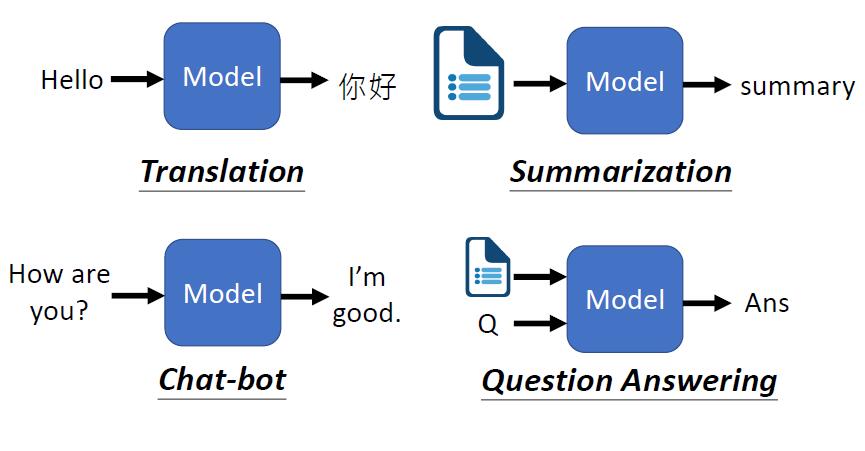 Hello
Model
你好
Translation
Model
summary
Summarization
How are
you?
Model
I'm
good.
Chat-bot
Q
Model
Ans
Question Answering